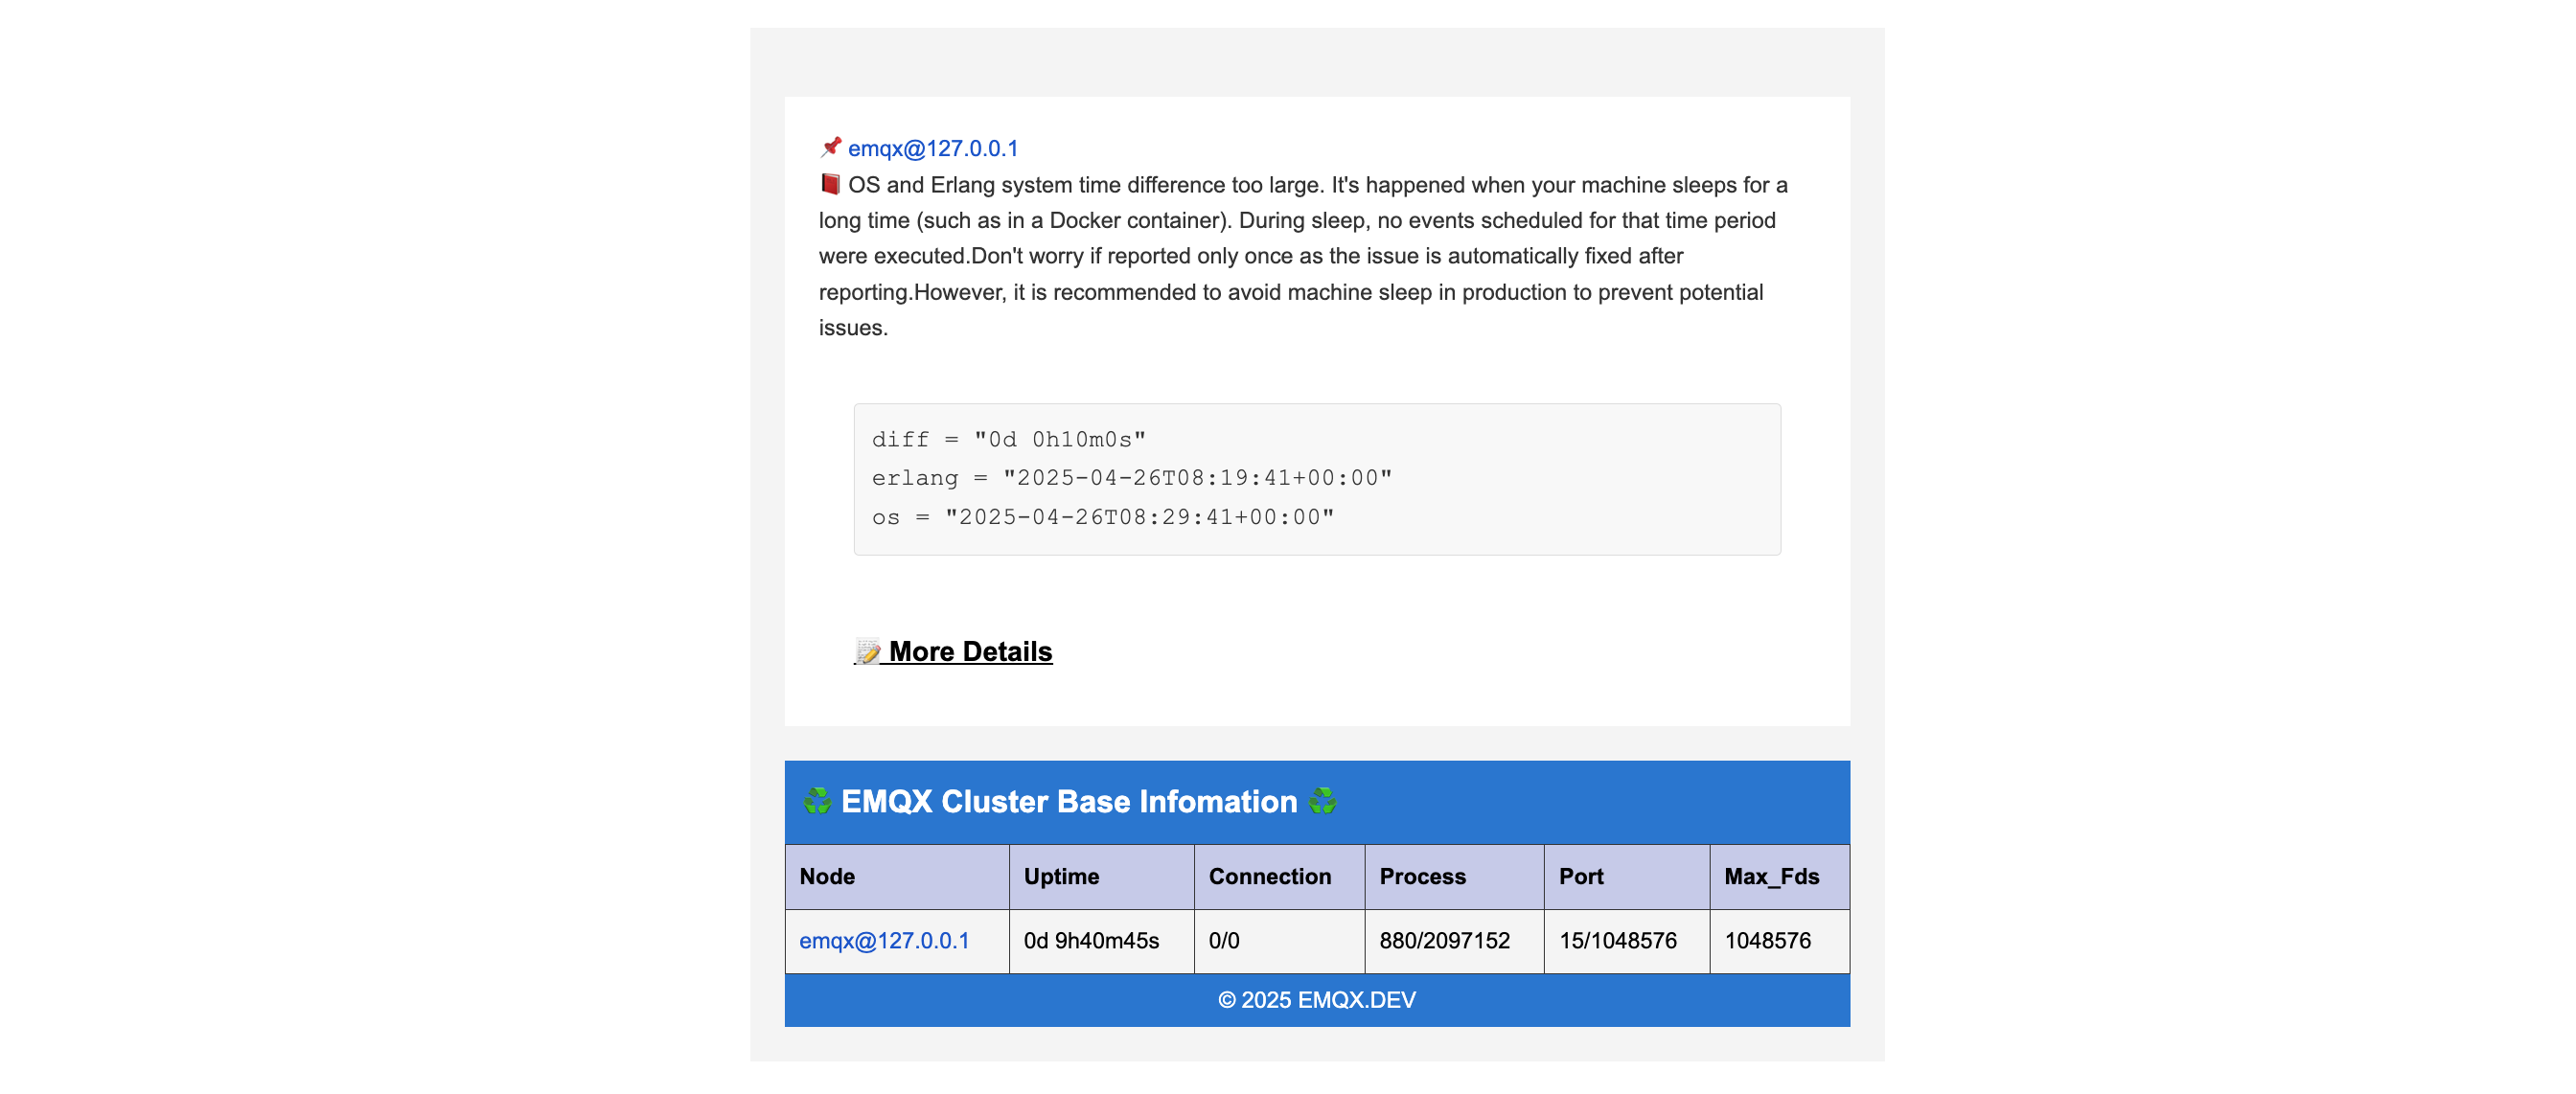 📌 emqx@127.0.0.1
📕 OS and Erlang system time difference too large. It's happened when your machine sleeps for a
long time (such as in a Docker container). During sleep, no events scheduled for that time period
were executed.Don't worry if reported only once as the issue is automatically fixed after
reporting.However, it is recommended to avoid machine sleep in production to prevent potential
issues.
diff = "0d 0h10m0s"
erlang = "2025-04-26T08:19:41+00:00"
os = "2025-04-26T08:29:41+00:00"
📝 More Details
♻️ EMQX Cluster Base Infomation ♻️
Node Uptime Connection Process Port Max_Fds
emqx@127.0.0.1 0d 9h40m45s 0/0 880/2097152 15/1048576 1048576
© 2025 EMQX.DEV